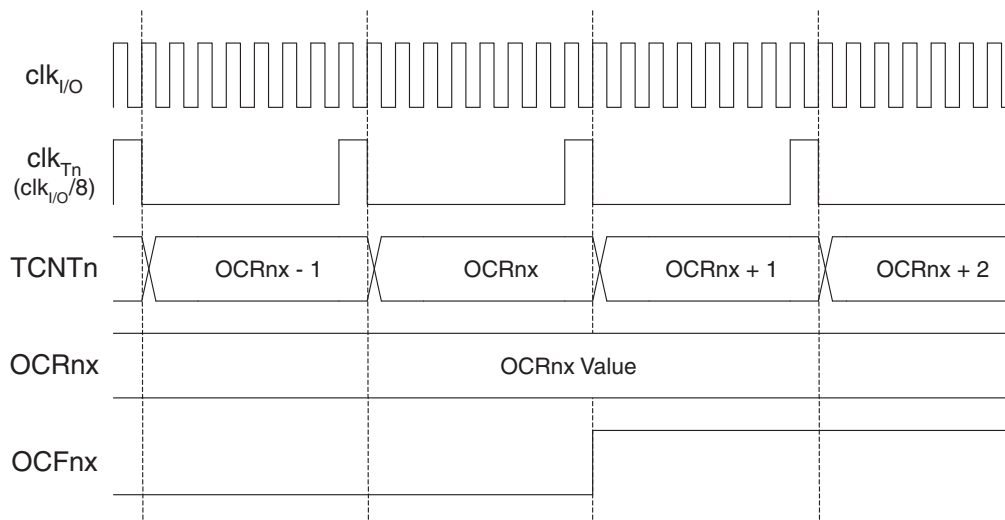 clkI/O
clkTn
(clkI/O/8)
TCNTn
OCRnx - 1
OCRnx
OCRnx + 1
OCRnx + 2
OCRnx
OCRnx Value
OCFnx